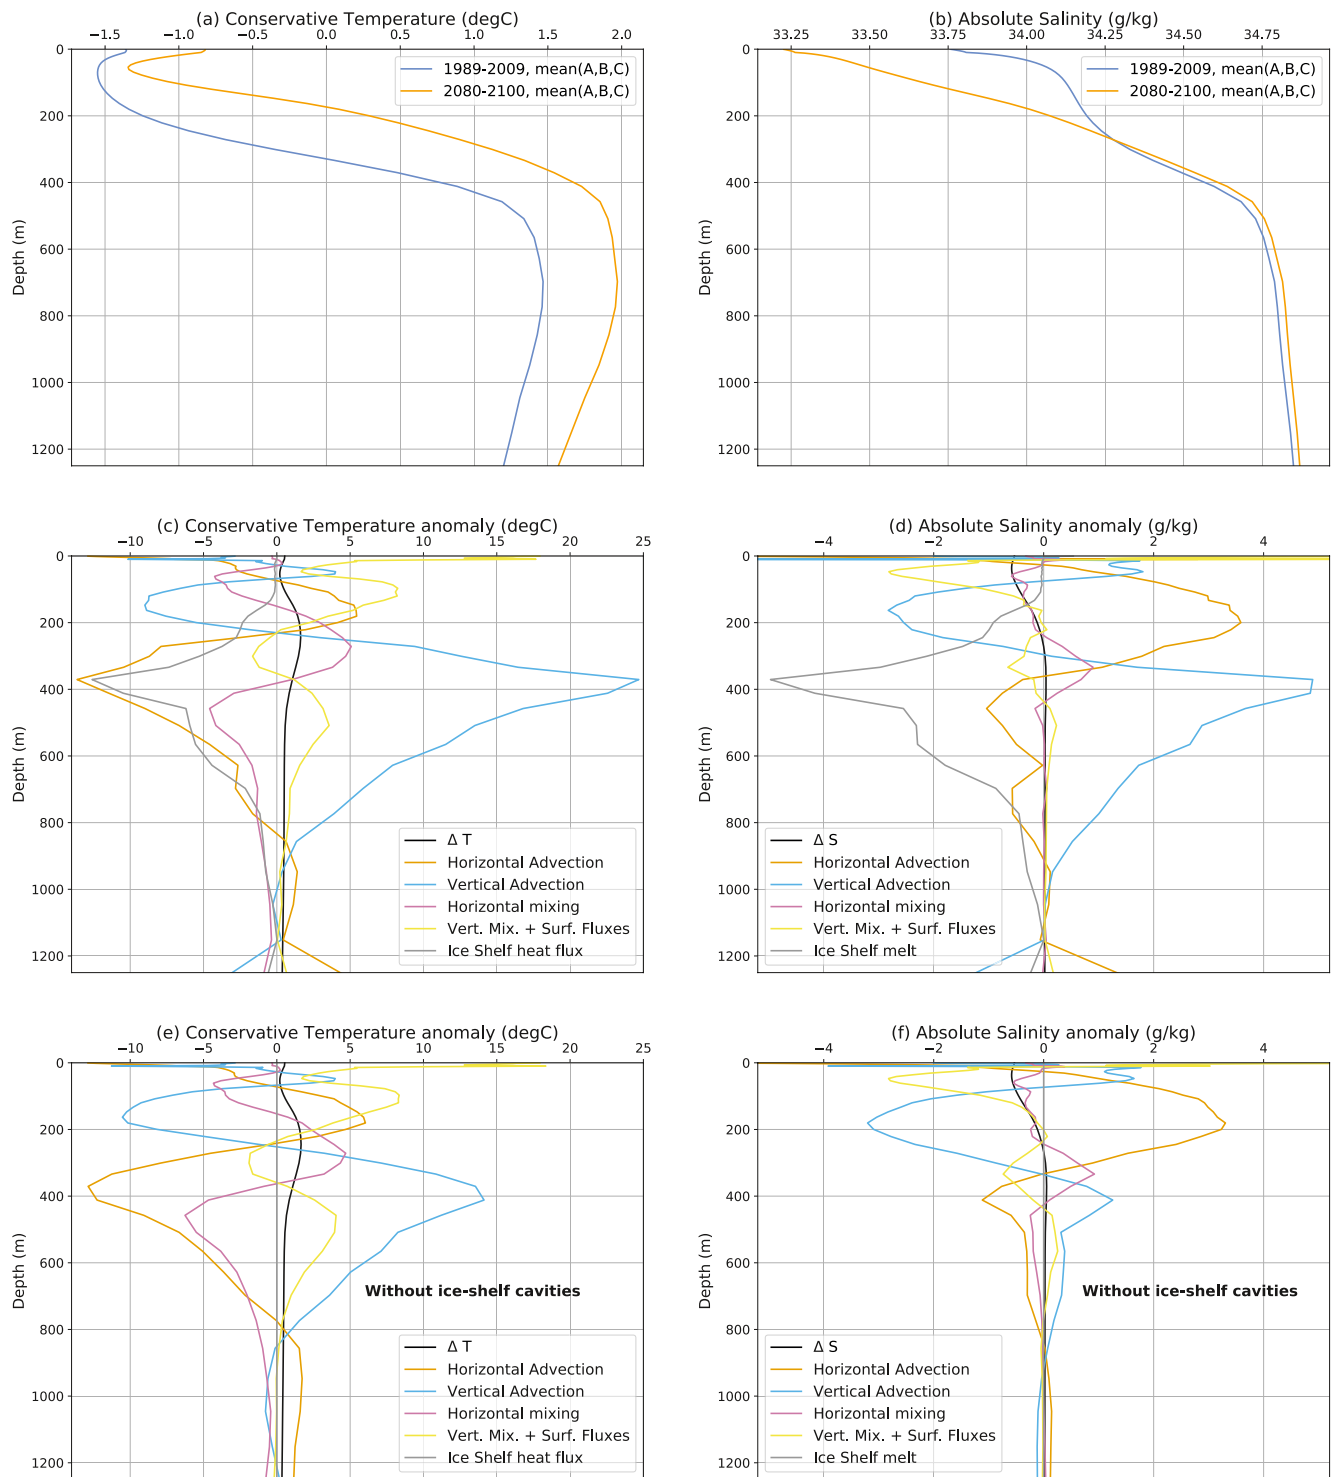 (a) Conservative Temperature (degC)
−1.5 −1.0 −0.5 0.0 0.5 1.0 1.5 2.0
0
200
400
600
800
1000
1200
Depth (m)
1989-2009, mean(A,B,C)
2080-2100, mean(A,B,C)
(b) Absolute Salinity (g/kg)
33.25 33.50 33.75 34.00 34.25 34.50 34.75
0
200
400
600
800
1000
1200
Depth (m)
1989-2009, mean(A,B,C)
2080-2100, mean(A,B,C)
(c) Conservative Temperature anomaly (degC)
−10 −5 0 5 10 15 20 25
0
200
400
600
800
1000
1200
Depth (m)
Δ T
Horizontal Advection
Vertical Advection
Horizontal mixing
Vert. Mix. + Surf. Fluxes
Ice Shelf heat flux
(d) Absolute Salinity anomaly (g/kg)
−4 −2 0 2 4
0
200
400
600
800
1000
1200
Depth (m)
Δ S
Horizontal Advection
Vertical Advection
Horizontal mixing
Vert. Mix. + Surf. Fluxes
Ice Shelf melt
(e) Conservative Temperature anomaly (degC)
−10 −5 0 5 10 15 20 25
0
200
400
600
800
1000
1200
Depth (m)
Without ice-shelf cavities
Δ T
Horizontal Advection
Vertical Advection
Horizontal mixing
Vert. Mix. + Surf. Fluxes
Ice Shelf heat flux
(f) Absolute Salinity anomaly (g/kg)
−4 −2 0 2 4
0
200
400
600
800
1000
1200
Depth (m)
Without ice-shelf cavities
Δ S
Horizontal Advection
Vertical Advection
Horizontal mixing
Vert. Mix. + Surf. Fluxes
Ice Shelf melt